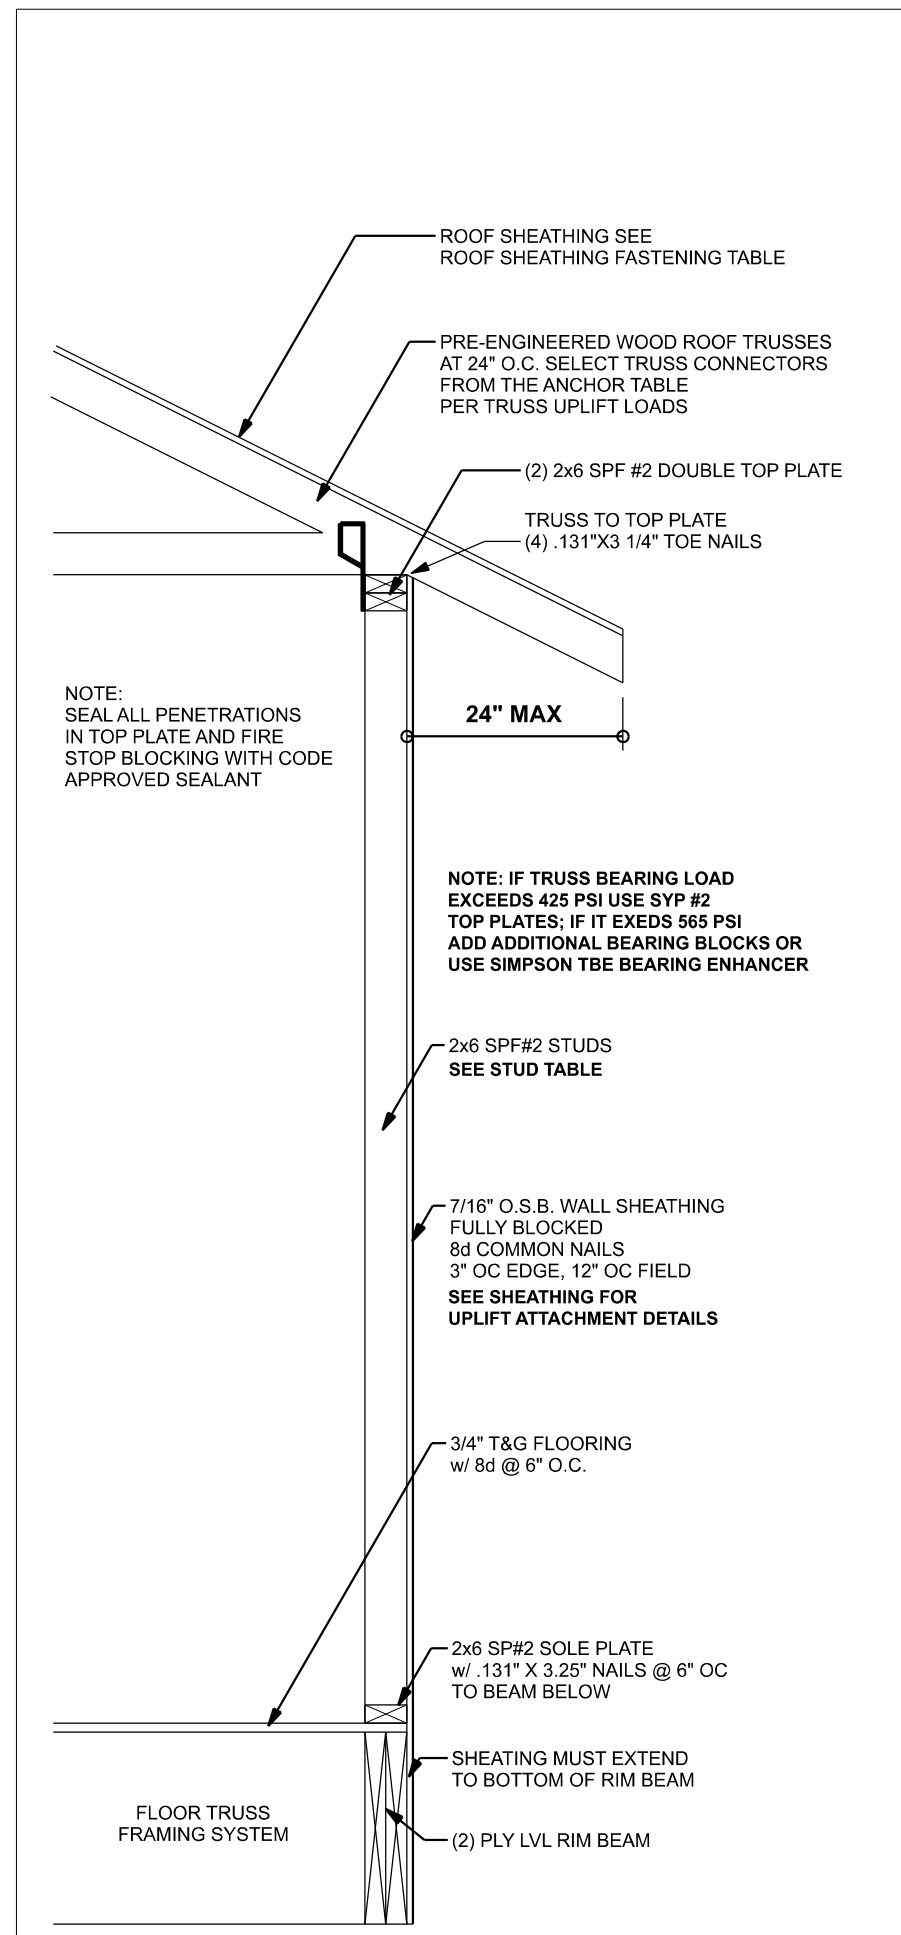 ROOF SHEATHING SEE
ROOF SHEATHING FASTENING TABLE
PRE-ENGINEERED WOOD ROOF TRUSSES
AT 24" O.C. SELECT TRUSS CONNECTORS
FROM THE ANCHOR TABLE
PER TRUSS UPLIFT LOADS
(2) 2x6 SPF #2 DOUBLE TOP PLATE
TRUSS TO TOP PLATE
(4) .131"X3 1/4" TOE NAILS
NOTE:
SEAL ALL PENETRATIONS
IN TOP PLATE AND FIRE
STOP BLOCKING WITH CODE
APPROVED SEALANT
24" MAX
NOTE: IF TRUSS BEARING LOAD
EXCEEDS 425 PSI USE SYP #2
TOP PLATES; IF IT EXEDS 565 PSI
ADD ADDITIONAL BEARING BLOCKS OR
USE SIMPSON TBE BEARING ENHANCER
2x6 SPF#2 STUDS
SEE STUD TABLE
7/16" O.S.B. WALL SHEATHING
FULLY BLOCKED
8d COMMON NAILS
3" OC EDGE, 12" OC FIELD
SEE SHEATHING FOR
UPLIFT ATTACHMENT DETAILS
3/4" T&G FLOORING
w/ 8d @ 6" O.C.
2x6 SP#2 SOLE PLATE
w/ .131" X 3.25" NAILS @ 6" OC
TO BEAM BELOW
SHEATING MUST EXTEND
TO BOTTOM OF RIM BEAM
FLOOR TRUSS
FRAMING SYSTEM
(2) PLY LVL RIM BEAM